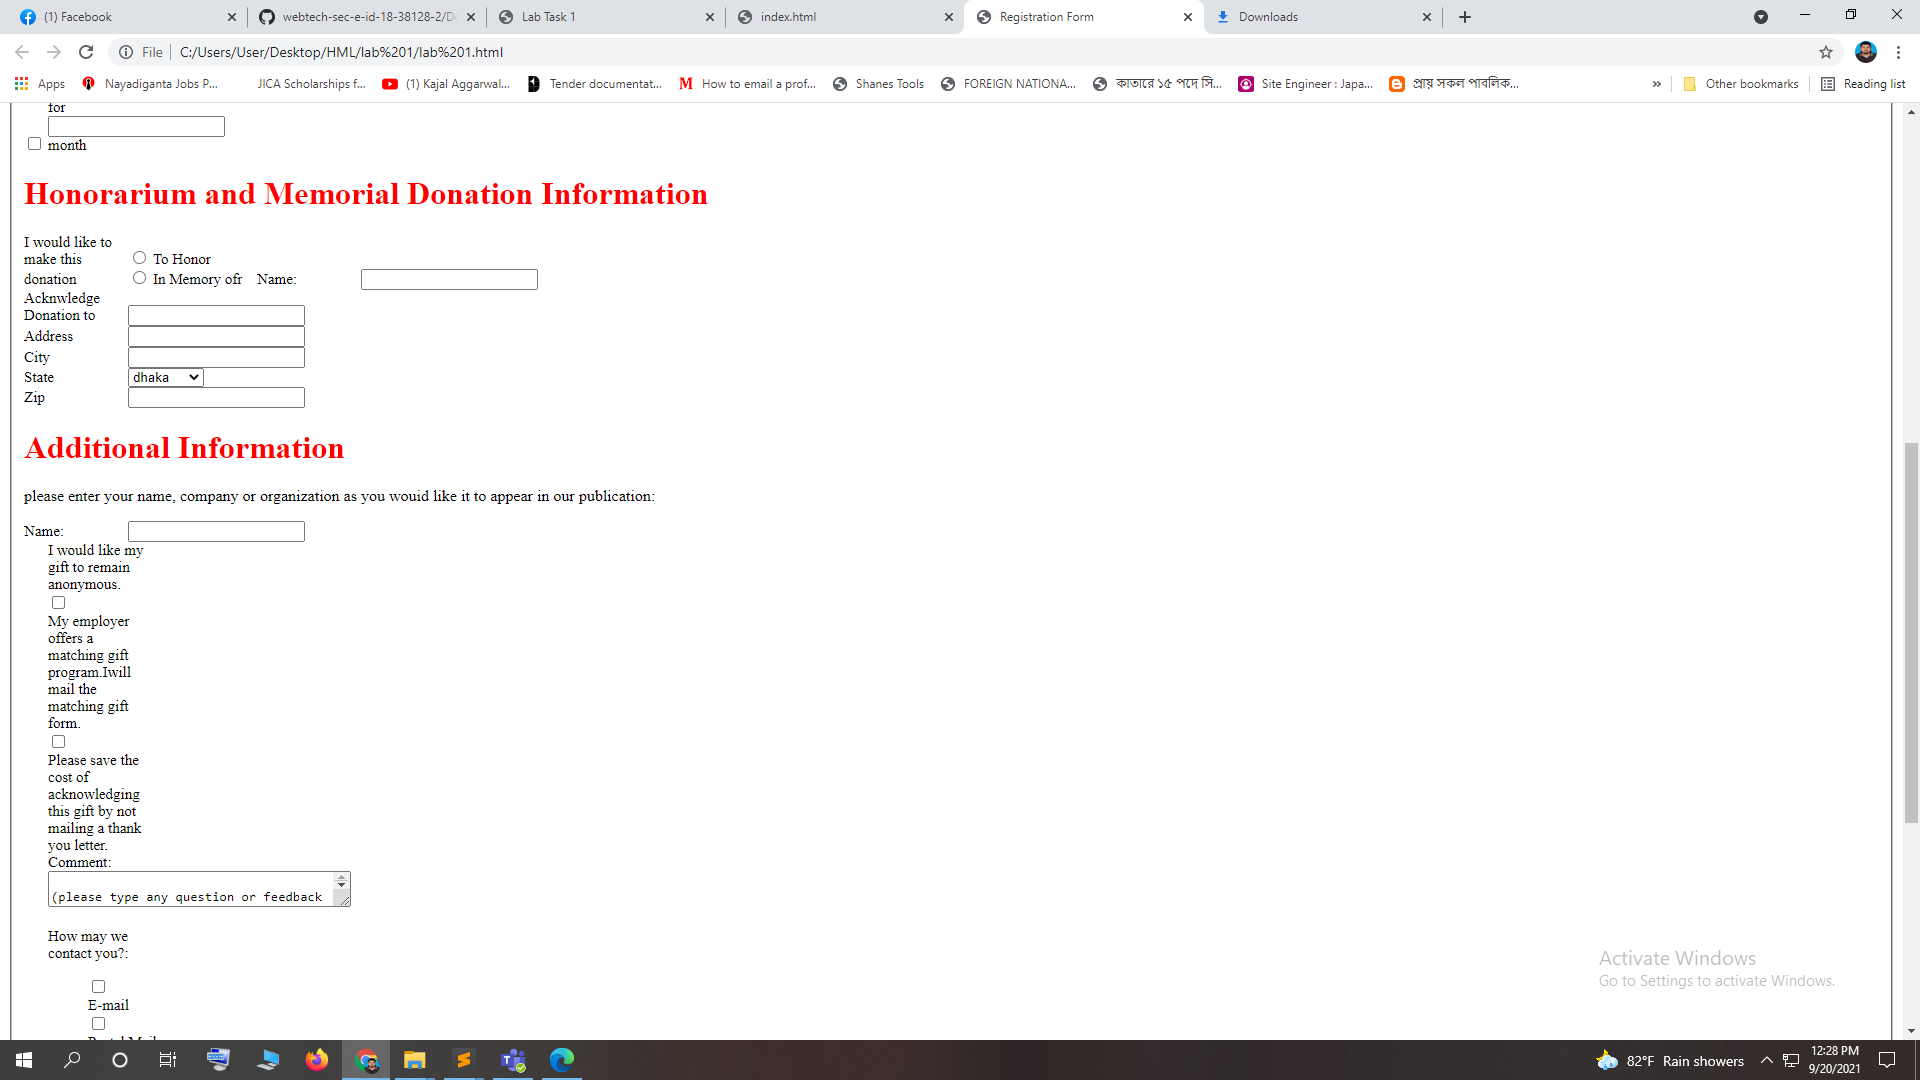 (1) Facebook
webtech-sec-e-id-18-38128-2/Do
Lab Task 1
index.html
Registration Form
Downloads
File
C:/Users/User/Desktop/HML/lab%201/lab%201.html
Apps
Nayadiganta Jobs P...
JICA Scholarships f...
(1) Kajal Aggarwal...
Tender documentat...
How to email a prof...
Shanes Tools
FOREIGN NATIONA...
কাতারে ১৫ পদে সি...
Site Engineer : Japa...
প্রায় সকল পাবলিক...
»
Other bookmarks
Reading list
for
month
Honorarium and Memorial Donation Information
I would like to
make this
donation
To Honor
In Memory ofr
Name:
Acknwledge
Donation to
Address
City
State
dhaka
Zip
Additional Information
please enter your name, company or organization as you wouid like it to appear in our publication:
Name:
I would like my
gift to remain
anonymous.
My employer
offers a
matching gift
program.Iwill
mail the
matching gift
form.
Please save the
cost of
acknowledging
this gift by not
mailing a thank
you letter.
Comment:
(please type any question or feedback
How may we
contact you?:
E-mail
Activate Windows
Go to Settings to activate Windows.
82°F Rain showers
12:28 PM
9/20/2021